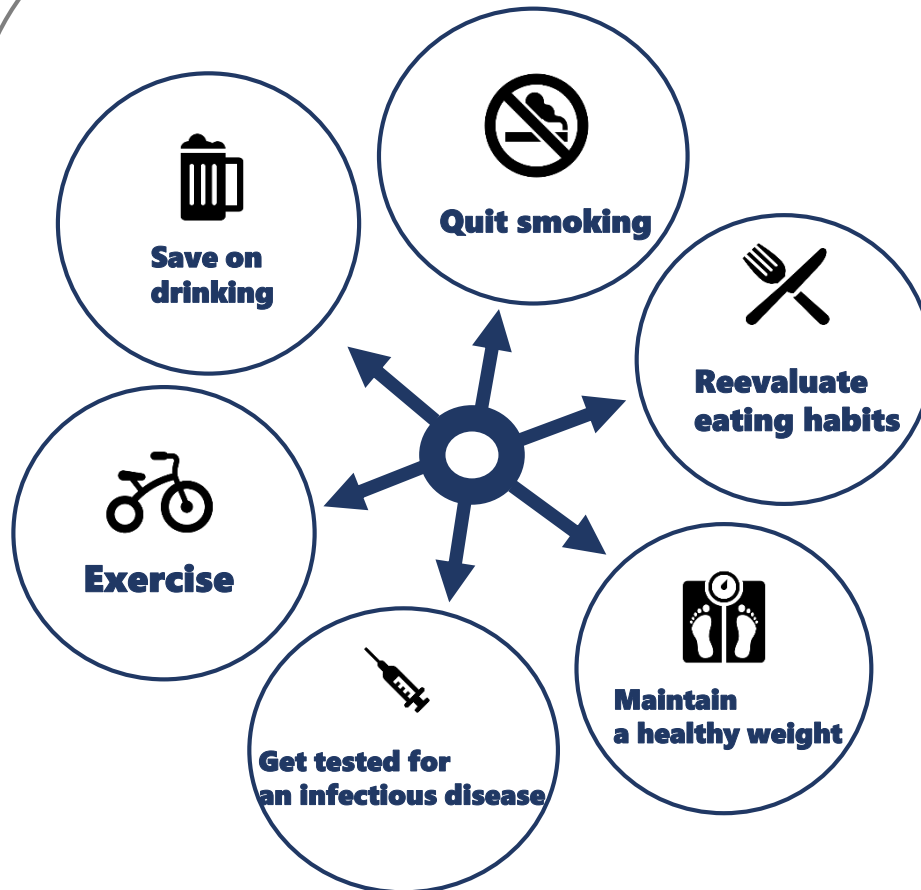 Quit smoking
Save on
drinking
Reevaluate
eating habits
Exercise
Maintain
a healthy weight
Get tested for
an infectious disease